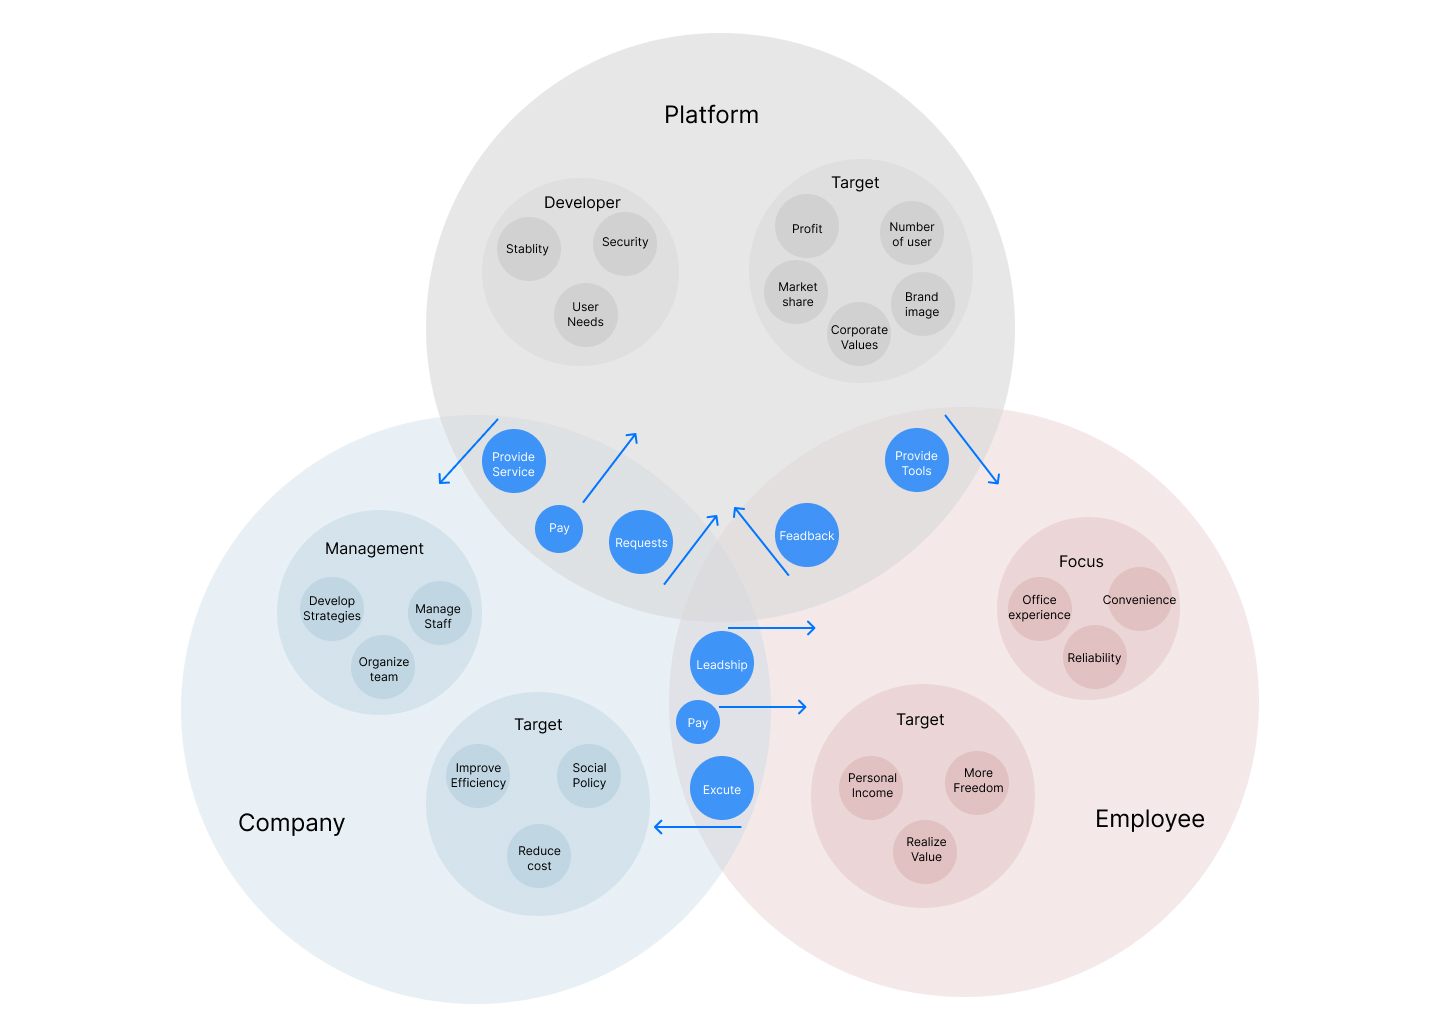 Platform
Developer
Stablity
Security
User
Needs
Target
Profit
Number
of user
Market
share
Brand
image
Corporate
Values
Provide
Service
Pay
Requests
Feadback
Provide
Tools
Management
Develop
Strategies
Manage
Staff
Organize
team
Target
Improve
Efficiency
Social
Policy
Reduce
cost
Company
Leadship
Pay
Excute
Focus
Office
experience
Convenience
Reliability
Target
Personal
Income
More
Freedom
Realize
Value
Employee